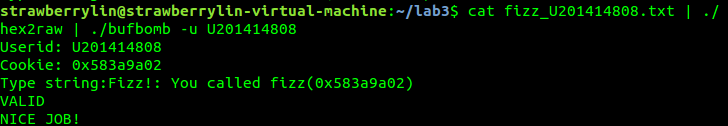 strawberrylin@strawberrylin-virtual-machine:~/lab3$ cat fizz_U201414808.txt | ./
hex2raw | ./bufbomb -u U201414808
Userid: U201414808
Cookie: 0x583a9a02
Type string:Fizz!: You called fizz(0x583a9a02)
VALID
NICE JOB!